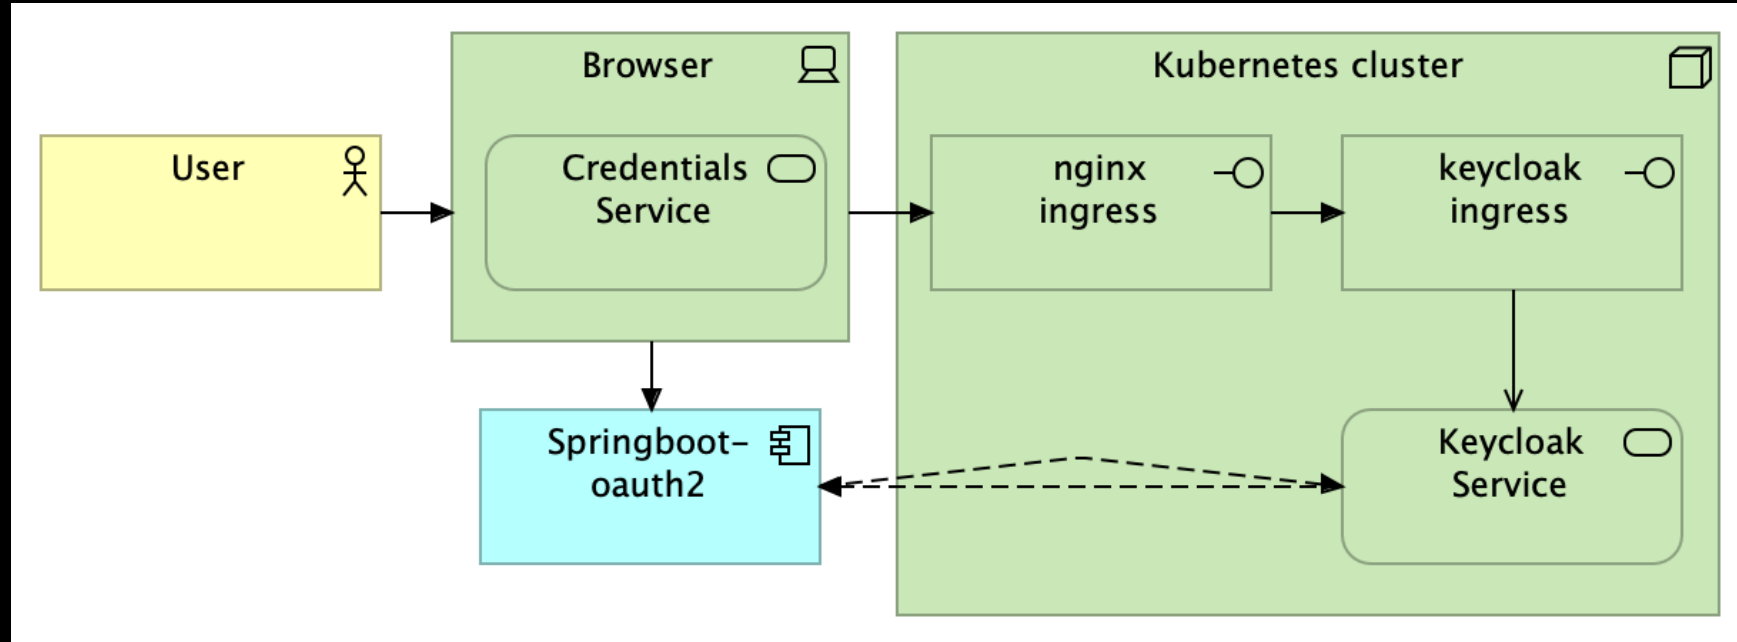 Browser
Kubernetes cluster
User
Credentials
Service
nginx
ingress
keycloak
ingress
Springboot-
oauth2
Keycloak
Service